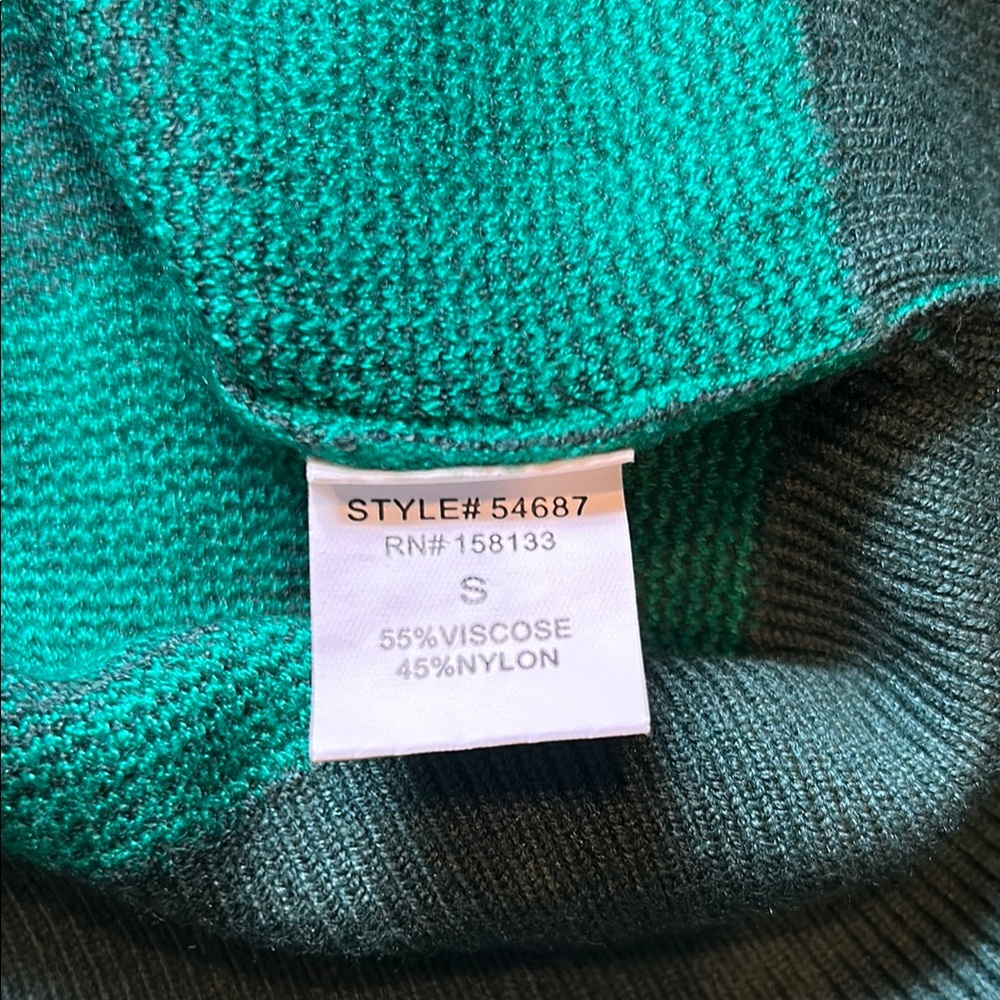 STYLE# 54687
RN# 158133
S
55%VISCOSE
45%NYLON